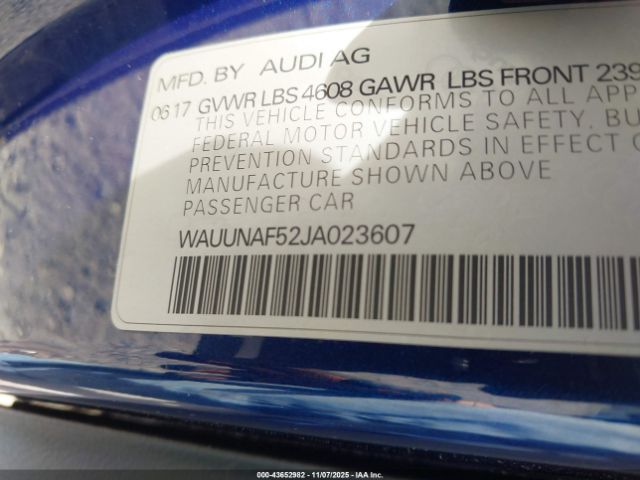 MFD. BY AUDI AG
06 17 GVWR LBS 4608 GAWR LBS FRONT 239
THIS VEHICLE CONFORMS TO ALL APP
FEDERAL MOTOR VEHICLE SAFETY, BU
PREVENTION STANDARDS IN EFFECT
MANUFACTURE SHOWN ABOVE
PASSENGER CAR
WAUUNAF52JA023607
000-43652982 - 11/07/2025 - IAA Inc.